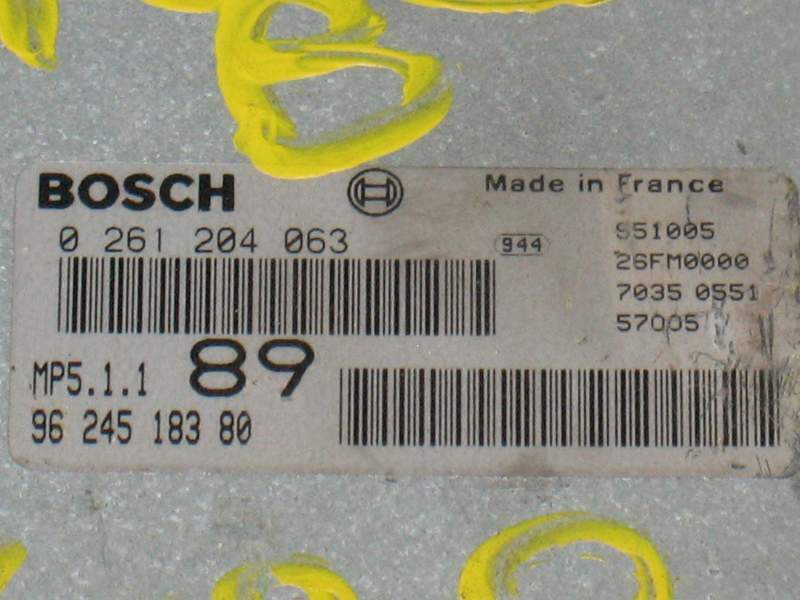 BOSCH Made in France
0 261 204 063 944 S51005
26FM0000
7035 0551
57005
MP5.1.1 89
96 245 183 80